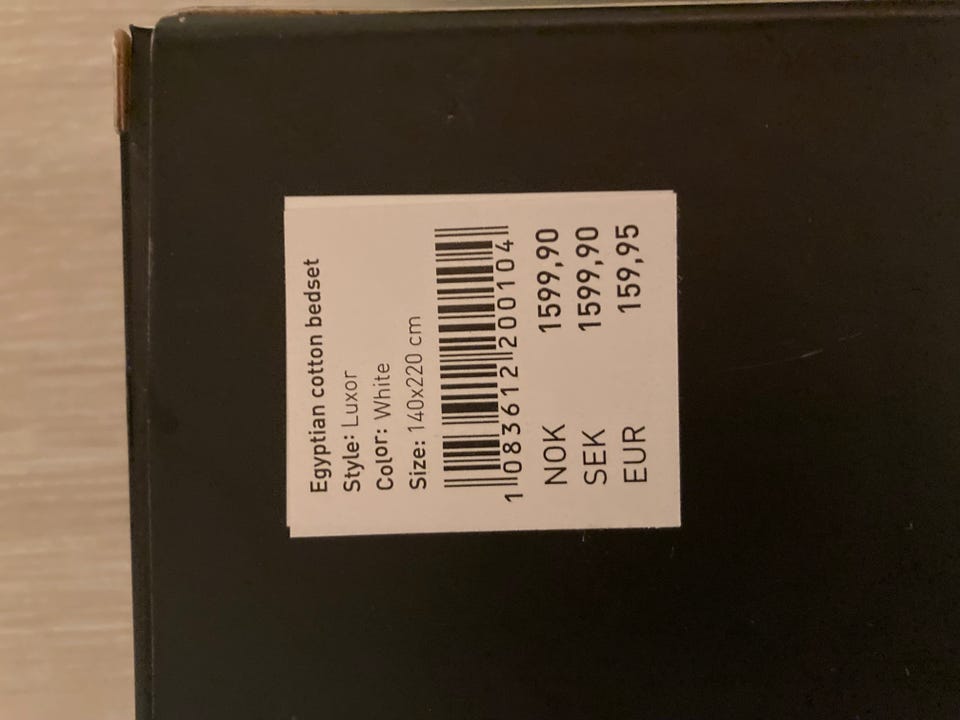 Egyptian cotton bedset
Style: Luxor
Color: White
Size: 140x220 cm
1083612200104
NOK 1599,90
SEK 1599,90
EUR 159,95